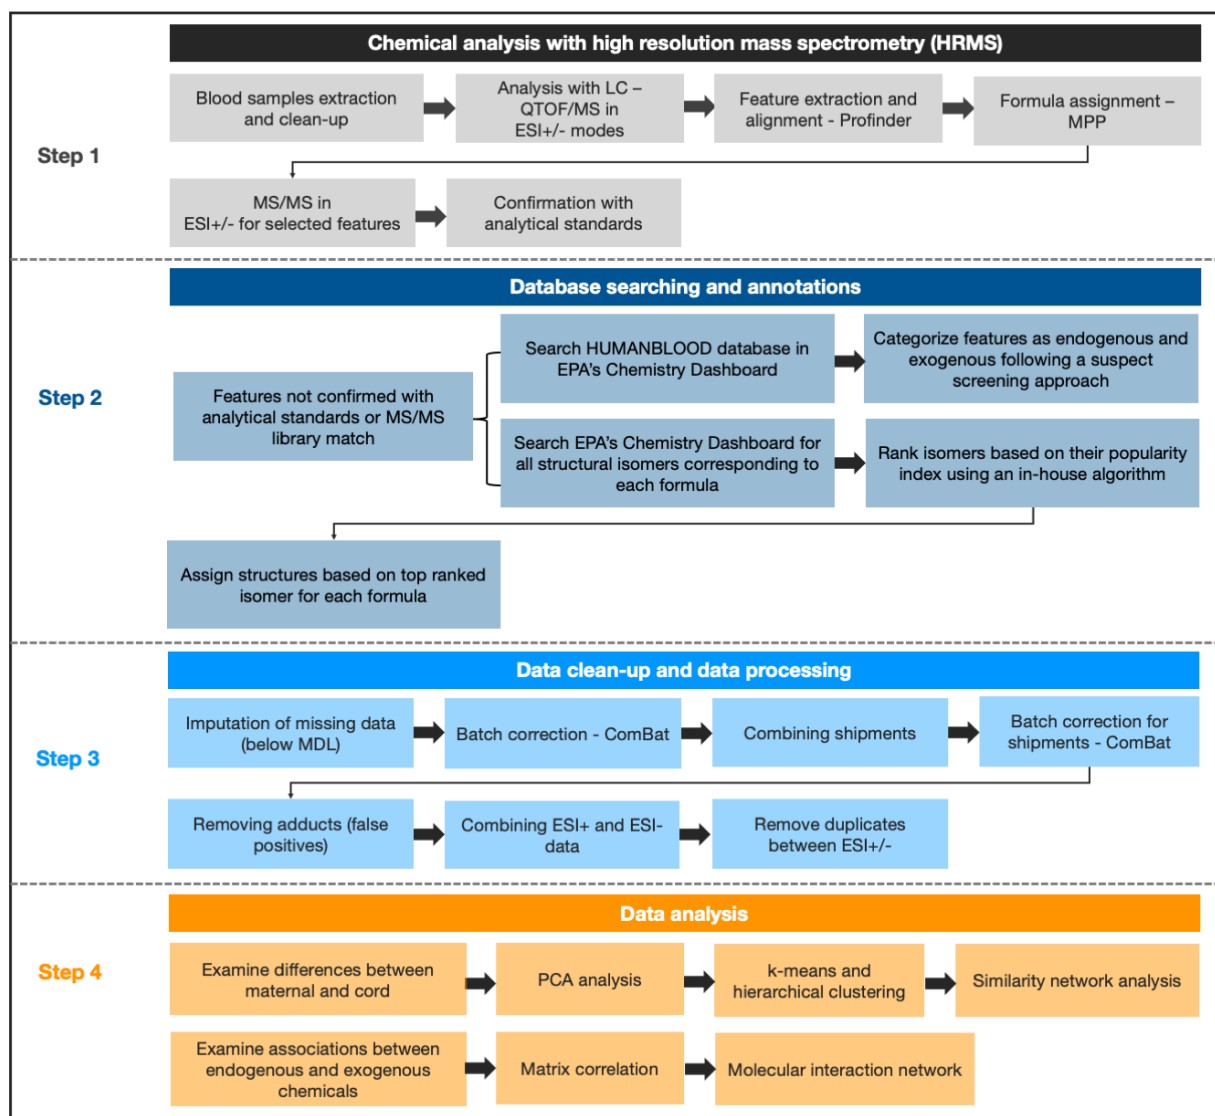 Chemical analysis with high resolution mass spectrometry (HRMS)
Step 1
Blood samples extraction
and clean-up
Analysis with LC –
QTOF/MS in
ESI+/- modes
Feature extraction and
alignment - Profinder
Formula assignment –
MPP
MS/MS in
ESI+/- for selected features
Confirmation with
analytical standards
Database searching and annotations
Step 2
Features not confirmed with
analytical standards or MS/MS
library match
Search HUMANBLOOD database in
EPA's Chemistry Dashboard
Categorize features as endogenous and
exogenous following a suspect
screening approach
Search EPA's Chemistry Dashboard for
all structural isomers corresponding to
each formula
Rank isomers based on their popularity
index using an in-house algorithm
Assign structures based on top ranked
isomer for each formula
Data clean-up and data processing
Step 3
Imputation of missing data
(below MDL)
Batch correction - ComBat
Combining shipments
Batch correction for
shipments - ComBat
Removing adducts (false
positives)
Combining ESI+ and ESI-
data
Remove duplicates
between ESI+/-
Data analysis
Step 4
Examine differences between
maternal and cord
PCA analysis
k-means and
hierarchical clustering
Similarity network analysis
Examine associations between
endogenous and exogenous
chemicals
Matrix correlation
Molecular interaction network